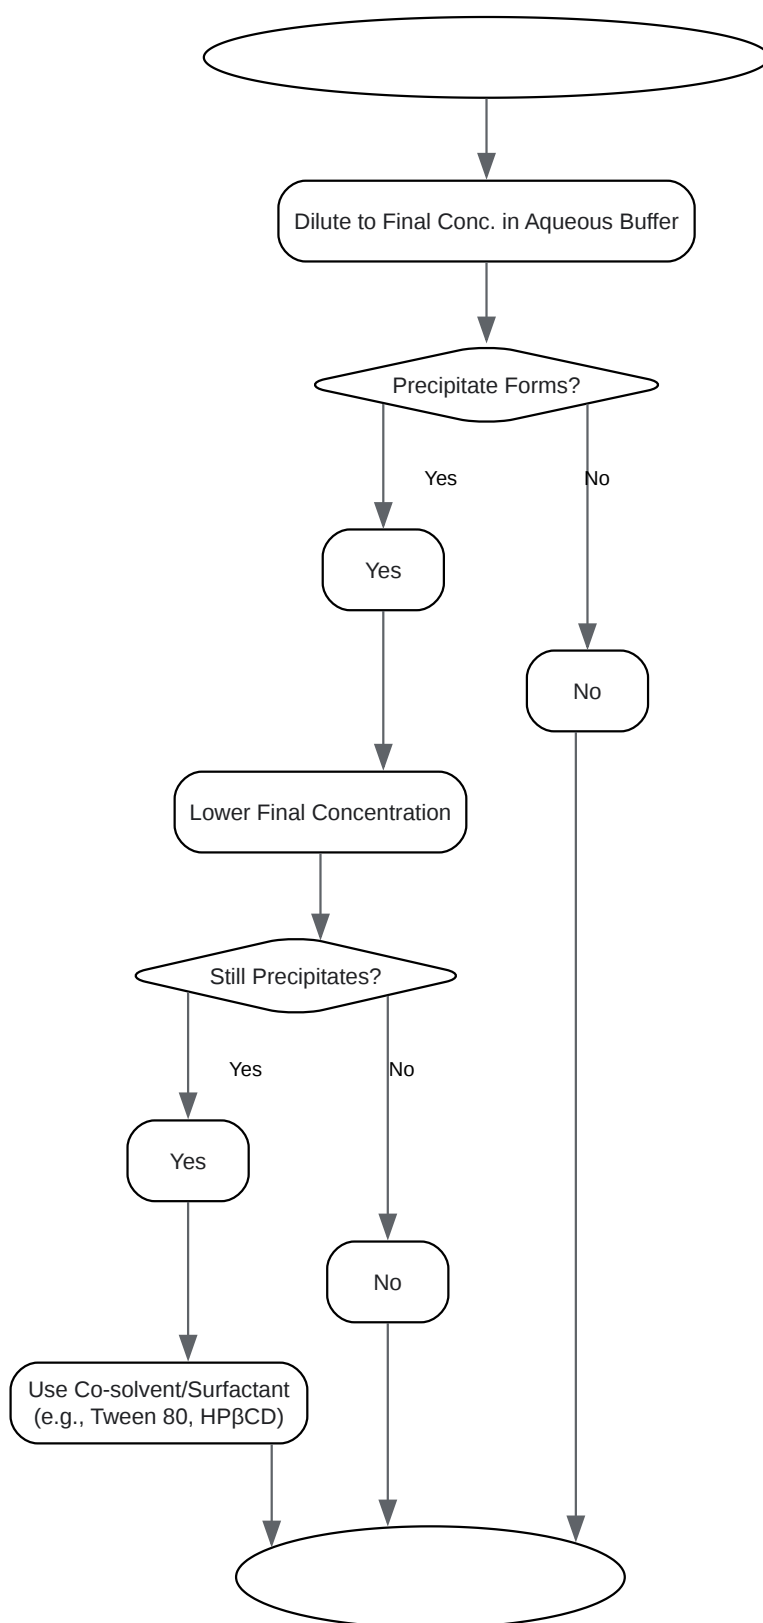 Dilute to Final Conc. in Aqueous Buffer
Precipitate Forms?
Yes
No
Yes
No
Lower Final Concentration
Still Precipitates?
Yes
No
Yes
No
Use Co-solvent/Surfactant
(e.g., Tween 80, HPβCD)